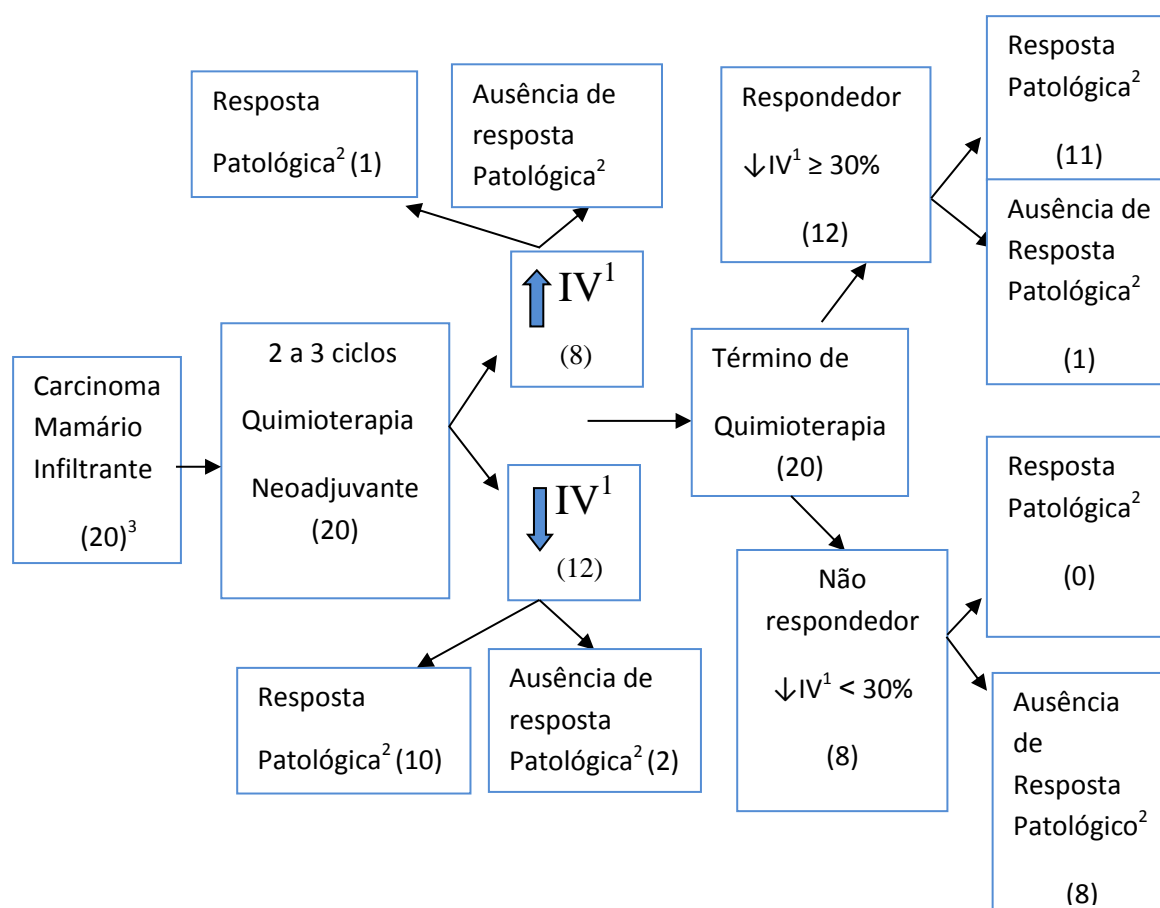 Carcinoma
Mamário
Infiltrante
(20)³
2 a 3 ciclos
Quimioterapia
Neoadjuvante
(20)
IV¹
(8)
Resposta
Patológica² (1)
Ausência de
resposta
Patológica²
IV¹
(12)
Resposta
Patológica² (10)
Ausência de
resposta
Patológica² (2)
Término de
Quimioterapia
(20)
Respondedor
↓IV¹ ≥ 30%
(12)
Resposta
Patológica²
(11)
Ausência de
Resposta
Patológica²
(1)
Não
respondedor
↓IV¹ < 30%
(8)
Resposta
Patológica²
(0)
Ausência
de
Resposta
Patológico²
(8)